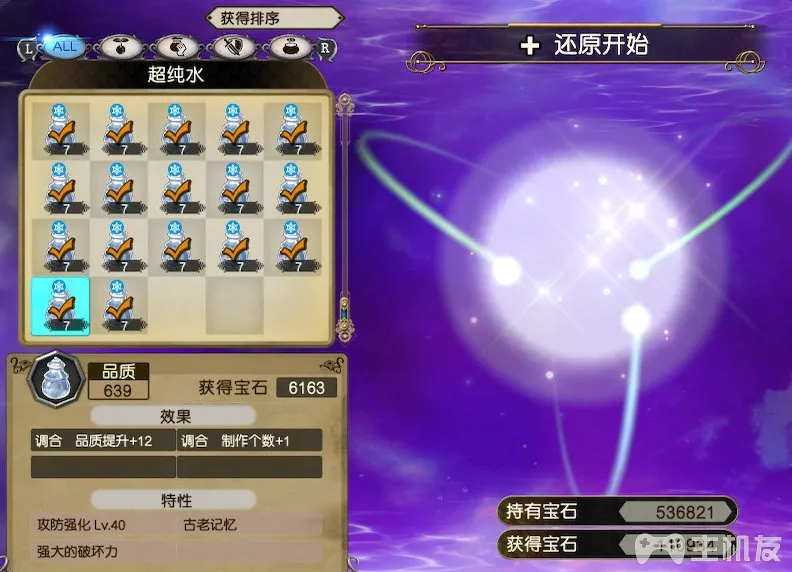 获得排序
L ALL R
超纯水
7 7 7 7 7
7 7 7 7 7
7 7 7 7 7
7 7
品质
639
获得宝石 6163
效果
调合 品质提升+12 调合 制作个数+1
特性
攻防强化 Lv.40 古老记忆
强大的破坏力
+ 还原开始
持有宝石 536821
获得宝石
主机友